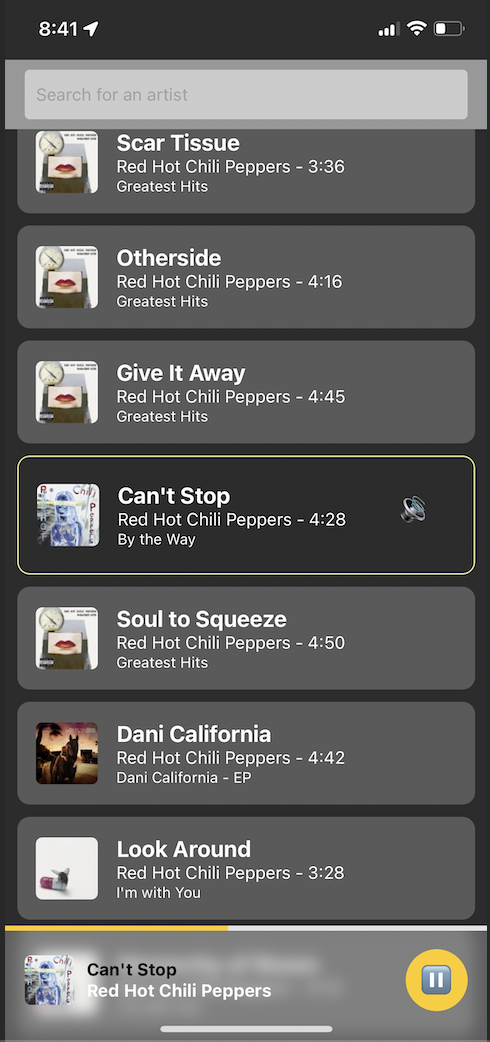 8:41
Search for an artist
Scar Tissue
Red Hot Chili Peppers - 3:36
Greatest Hits
Otherside
Red Hot Chili Peppers - 4:16
Greatest Hits
Give It Away
Red Hot Chili Peppers - 4:45
Greatest Hits
Can't Stop
Red Hot Chili Peppers - 4:28
By the Way
Soul to Squeeze
Red Hot Chili Peppers - 4:50
Greatest Hits
Dani California
Red Hot Chili Peppers - 4:42
Dani California - EP
Look Around
Red Hot Chili Peppers - 3:28
I'm with You
Can't Stop
Red Hot Chili Peppers